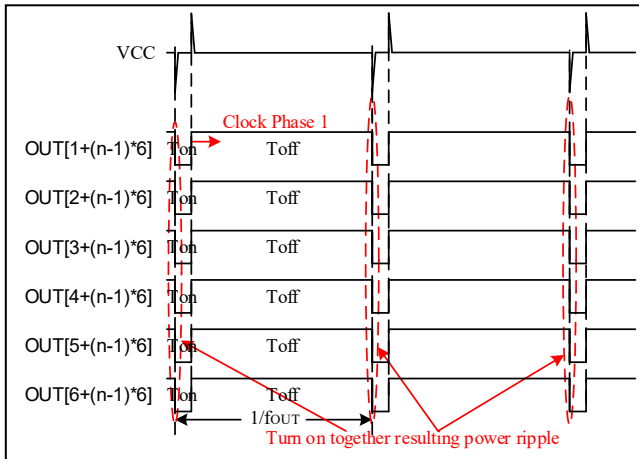 VCC
Clock Phase 1
OUT[1+(n-1)*6] Ton Toff
OUT[2+(n-1)*6] Ton Toff
OUT[3+(n-1)*6] Ton Toff
OUT[4+(n-1)*6] Ton Toff
OUT[5+(n-1)*6] Ton Toff
OUT[6+(n-1)*6] Ton Toff
1/fOUT
Turn on together resulting power ripple